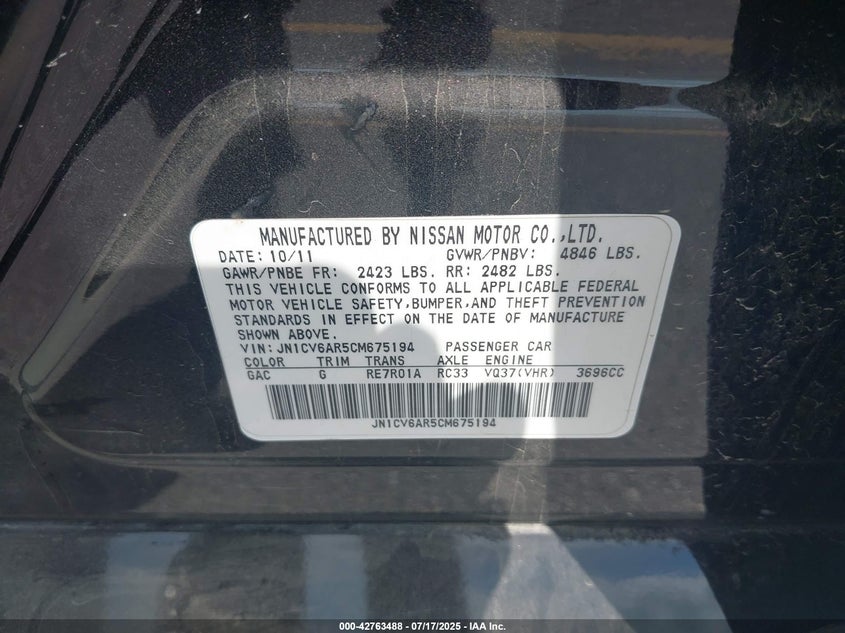 MANUFACTURED BY NISSAN MOTOR CO.,LTD.
DATE: 10/11 GVWR/PNBV: 4846 LBS.
GAWR/PNBE FR: 2423 LBS. RR: 2482 LBS.
THIS VEHICLE CONFORMS TO ALL APPLICABLE FEDERAL
MOTOR VEHICLE SAFETY,BUMPER,AND THEFT PREVENTION
STANDARDS IN EFFECT ON THE DATE OF MANUFACTURE
SHOWN ABOVE.
VIN: JN1CV6AR5CM675194 PASSENGER CAR
COLOR TRIM TRANS AXLE ENGINE
GAC G RE7R01A RC33 VQ37(VHR) 3696CC
JN1CV6AR5CM675194
000-42763488 - 07/17/2025 - IAA, Inc.